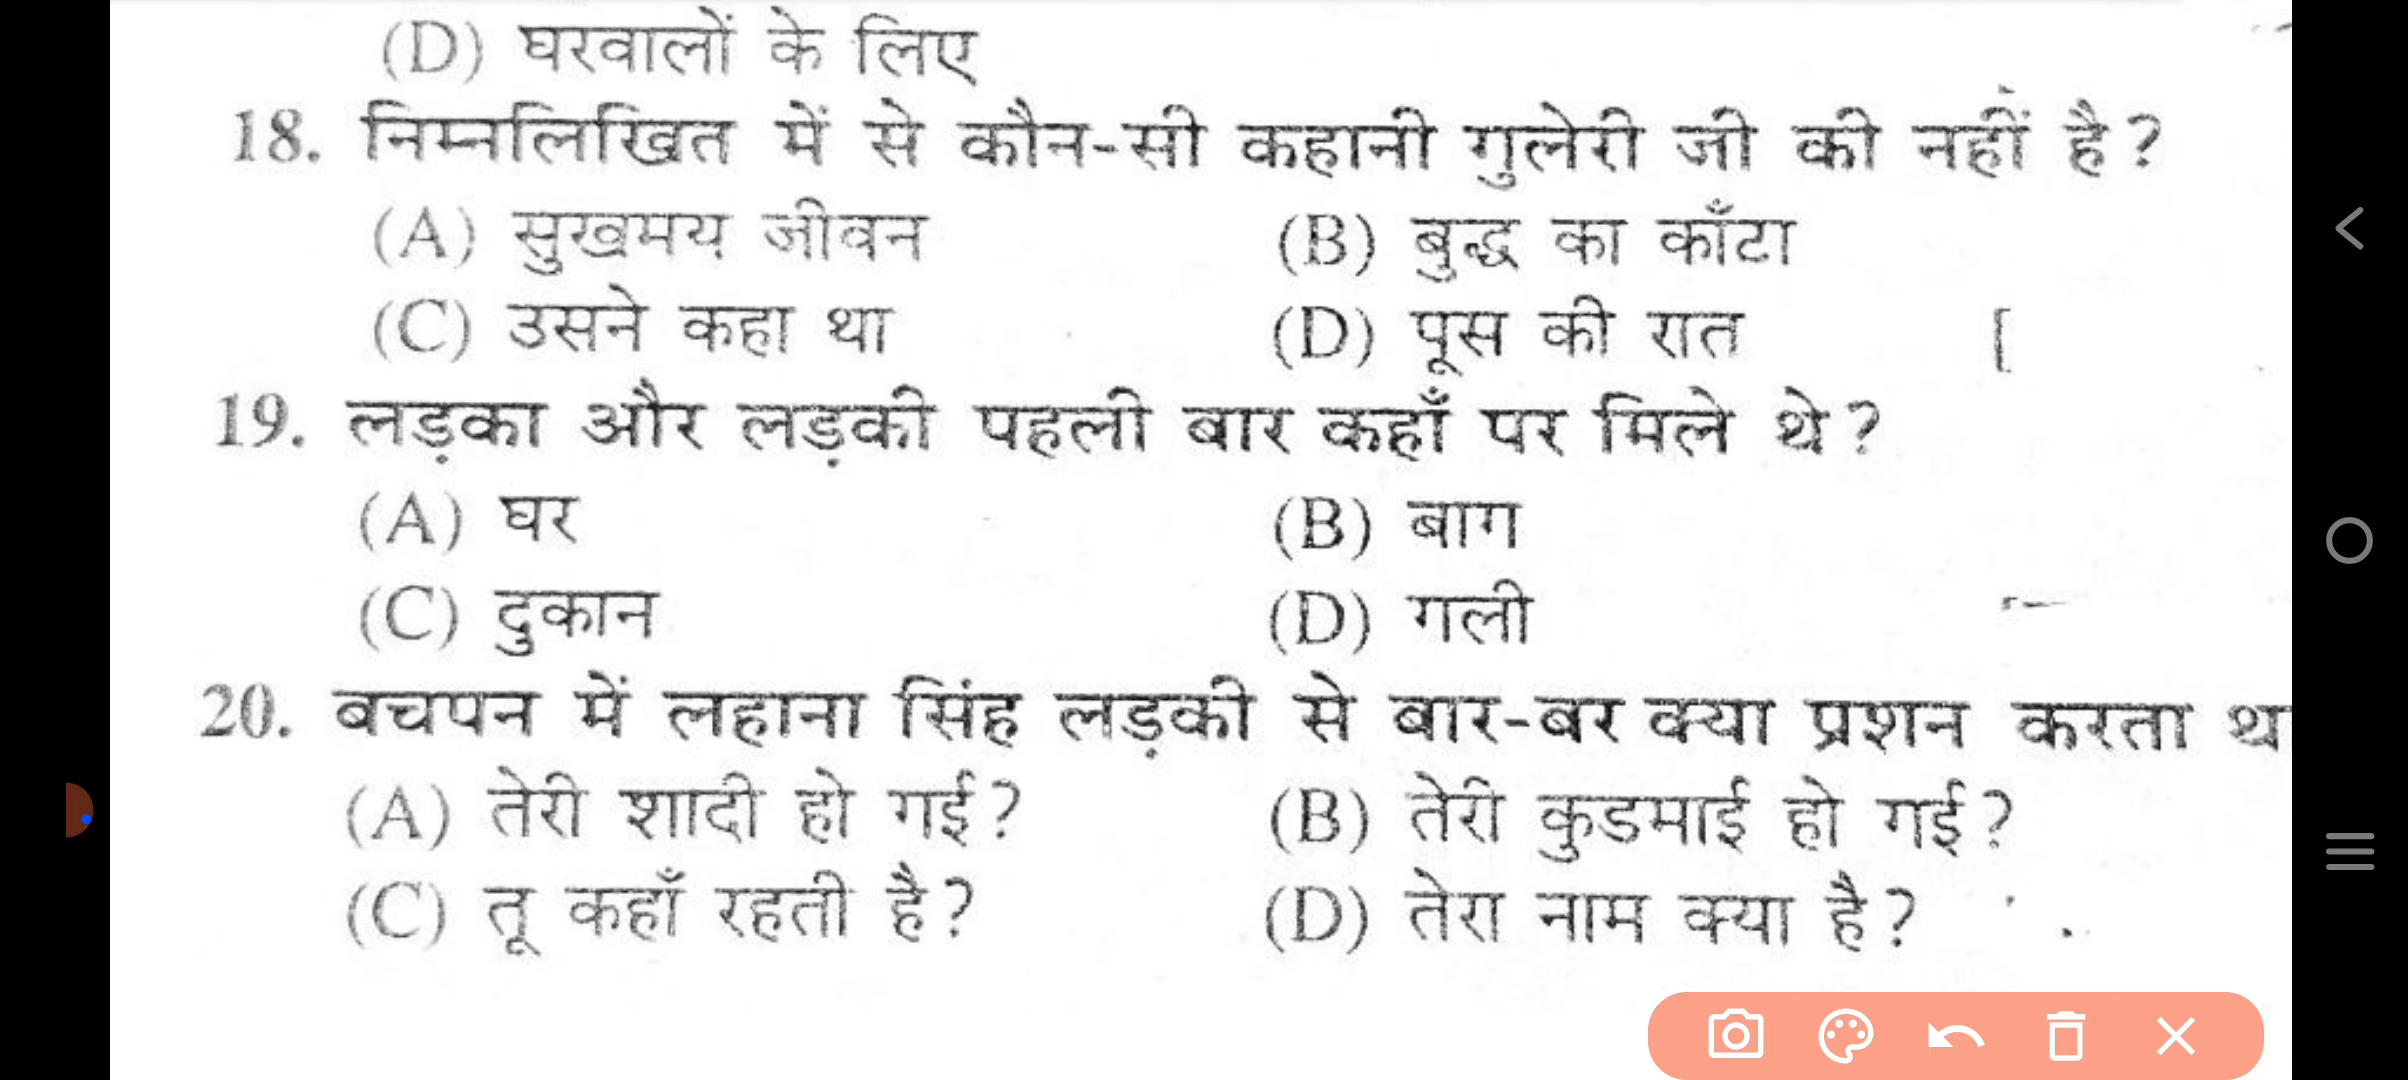 (D) घरवालों के लिए
18. निम्नलिखित में से कौन-सी कहानी गुलेरी जी की नहीं है?
(A) सुखमय जीवन (B) बुद्ध का काँटा
(C) उसने कहा था (D) पूस की रात [
19. लड़का और लड़की पहली बार कहाँ पर मिले थे?
(A) घर (B) बाग
(C) दुकान (D) गली
20. बचपन में लहाना सिंह लड़की से बार-बर क्या प्रशन करता थ
(A) तेरी शादी हो गई? (B) तेरी कुडमाई हो गई?
(C) तू कहाँ रहती है? (D) तेरा नाम क्या है?